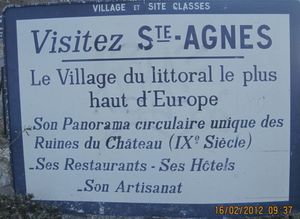 VILLAGE ET SITE CLASSES
Visitez STE-AGNES
Le Village du littoral le plus
haut d'Europe
-Son Panorama circulaire unique des
Ruines du Château (IXe Siècle)
-Ses Restaurants - Ses Hôtels
-Son Artisanat
16/02/2012 09:37